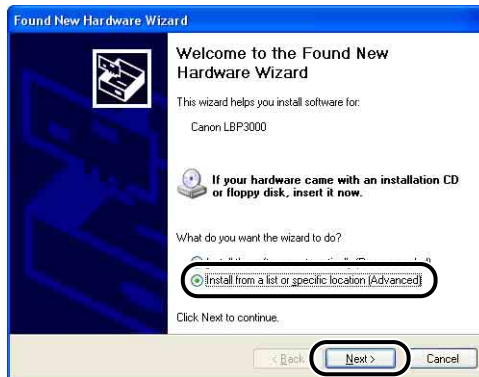 Found New Hardware Wizard
Welcome to the Found New
Hardware Wizard
This wizard helps you install software for:
Canon LBP3000
If your hardware came with an installation CD
or floppy disk, insert it now.
What do you want the wizard to do?
Install from a list or specific location (Advanced)
Click Next to continue.
< Back Next > Cancel